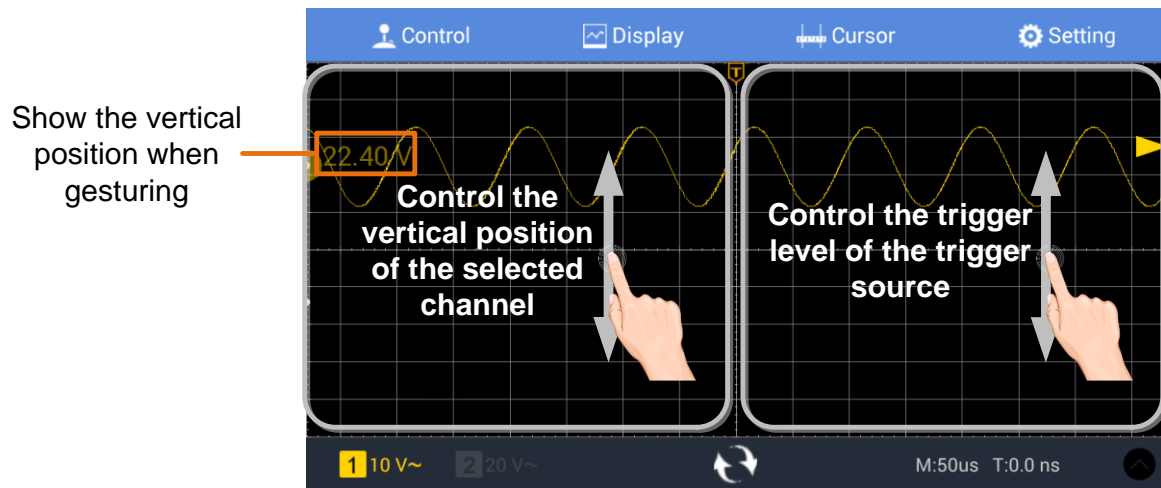 Control Display Cursor Setting
T
Show the vertical
position when
gesturing
22.40 V
Control the
vertical position
of the selected
channel
Control the trigger
level of the trigger
source
1 10 V~ 2 20 V~ M:50us T:0.0 ns